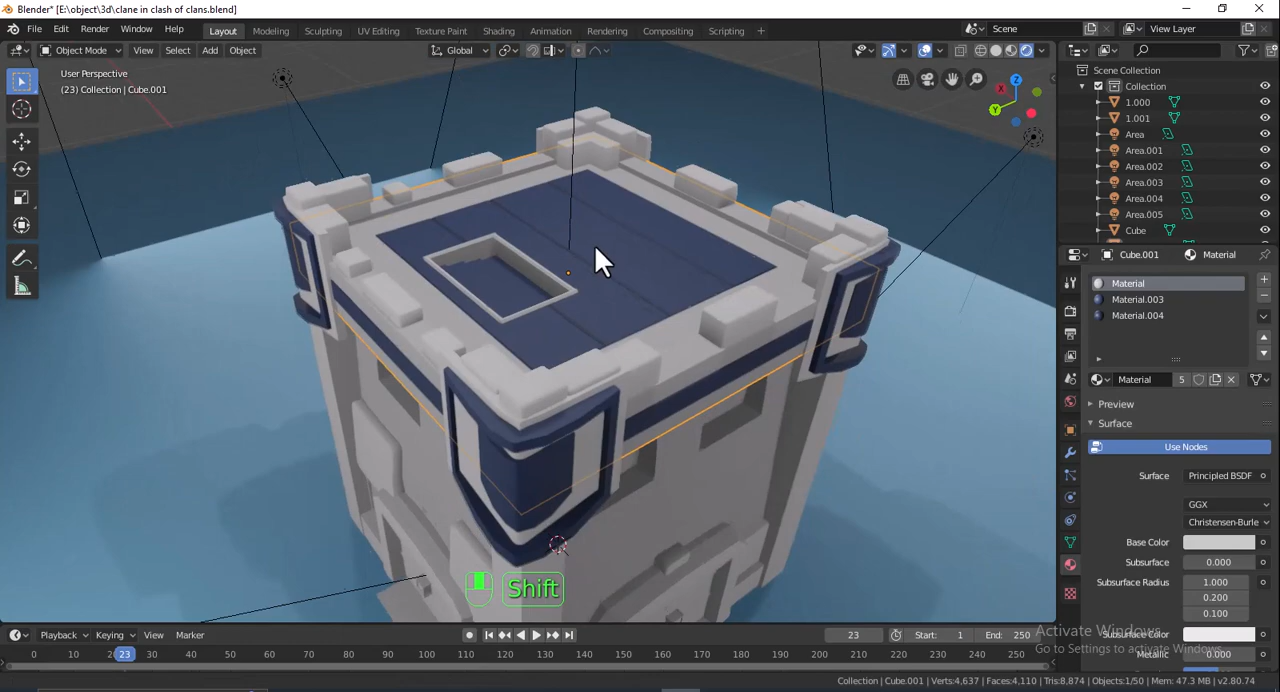 Blender* [E:\object\3d\clane in clash of clans.blend]
File Edit Render Window Help Layout Modeling Sculpting UV Editing Texture Paint Shading Animation Rendering Compositing Scripting + Scene View Layer
Object Mode View Select Add Object Global
User Perspective
(23) Collection | Cube.001
Z
X
Y
Scene Collection
Collection
1.000
1.001
Area
Area.001
Area.002
Area.003
Area.004
Area.005
Cube
Cube.001 Material
Material
Material.003
Material.004
Material 5
Preview
Surface
Use Nodes
Surface Principled BSDF
GGX
Christensen-Burle
Base Color
Subsurface 0.000
Subsurface Radius 1.000
0.200
0.100
Subsurface Color
Metallic 0.000
Shift
Playback Keying View Marker 23 Start: 1 End: 250
0 10 23 30 40 50 60 70 80 90 100 110 120 130 140 150 160 170 180 190 200 210 220 230 240 250
Activate Windows
Go to Settings to activate Windows.
Collection | Cube.001 | Verts:4,637 | Faces:4,110 | Tris:8,874 | Objects:1/50 | Mem: 47.3 MB | v2.80.74